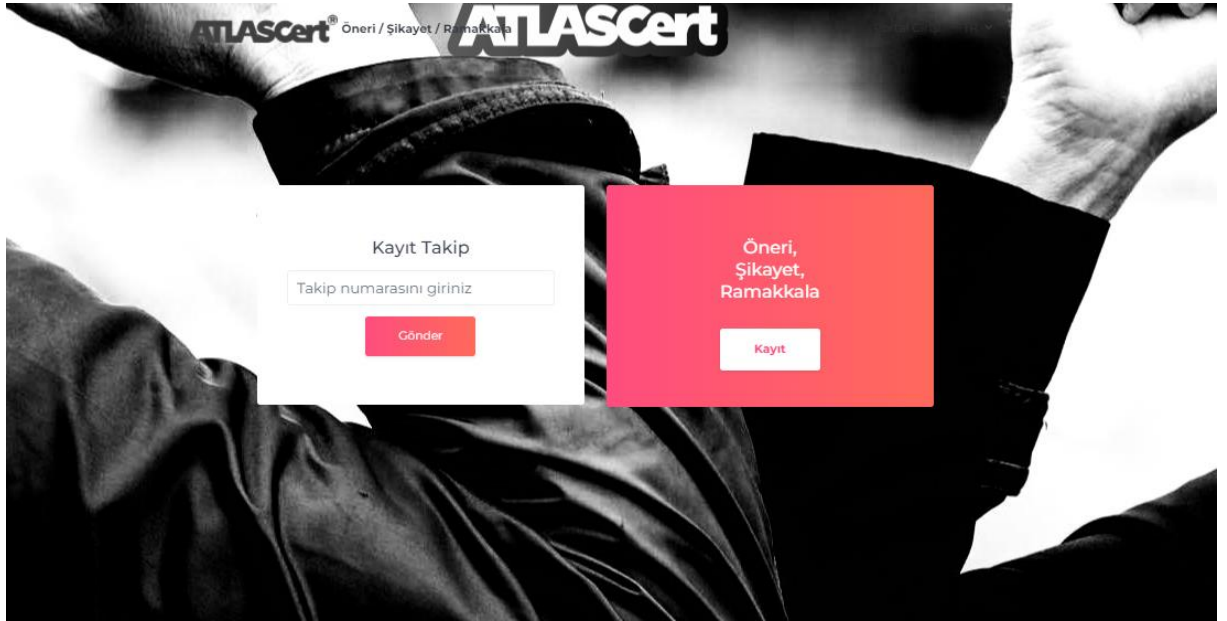 ATLASCert® Öneri / Şikayet / Ramakkala
ATLASCert
Kayıt Takip
Takip numarasını giriniz
Gönder
Öneri,
Şikayet,
Ramakkala
Kayıt